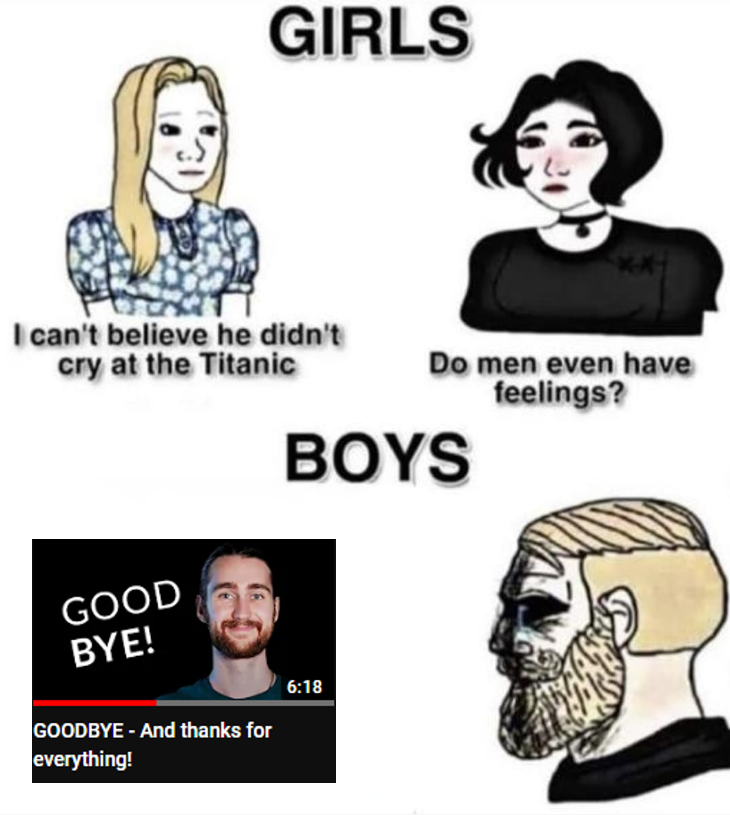 GIRLS
I can't believe he didn't
cry at the Titanic
Do men even have
feelings?
BOYS
GOOD
BYE!
6:18
GOODBYE - And thanks for
everything!